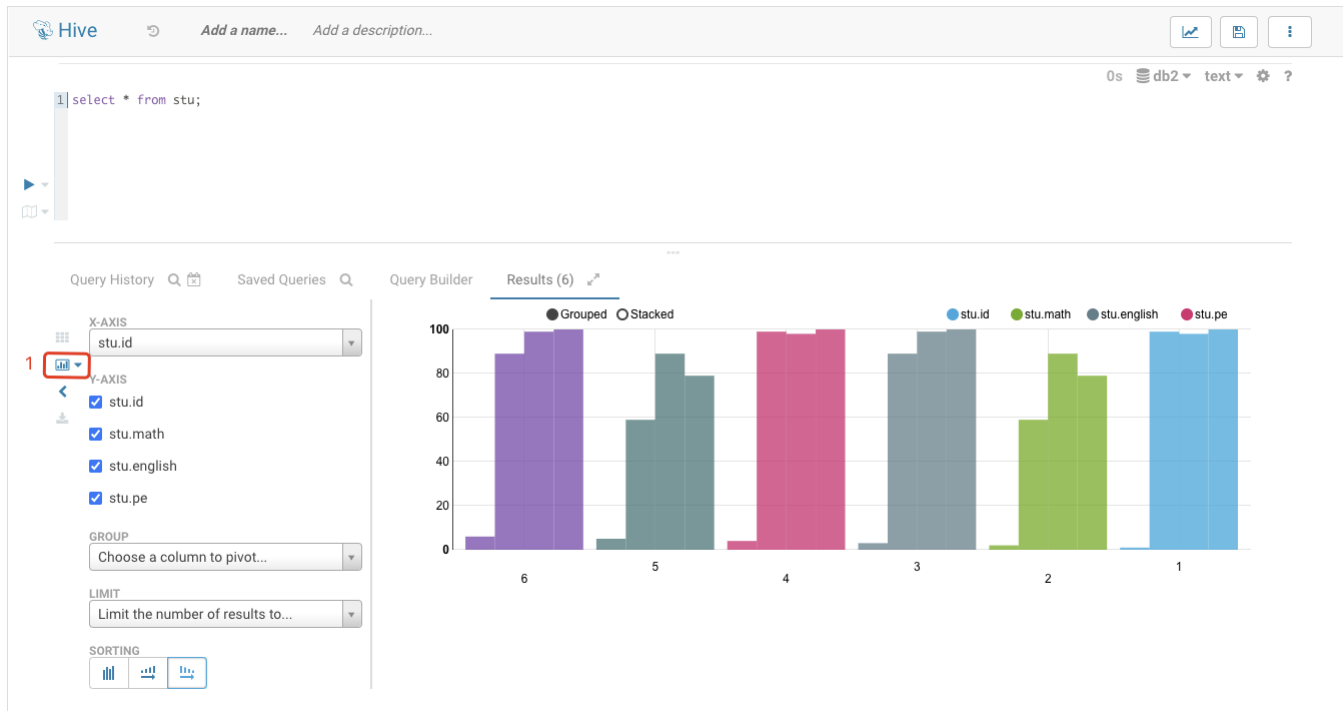 Hive Add a name... Add a description...
0s db2 text ?
1 select * from stu;
Query History Saved Queries Query Builder Results (6)
X-AXIS
stu.id
1
Y-AXIS
stu.id
stu.math
stu.english
stu.pe
GROUP
Choose a column to pivot...
LIMIT
Limit the number of results to...
SORTING
Grouped Stacked stu.id stu.math stu.english stu.pe
100
80
60
40
20
0
6 5 4 3 2 1